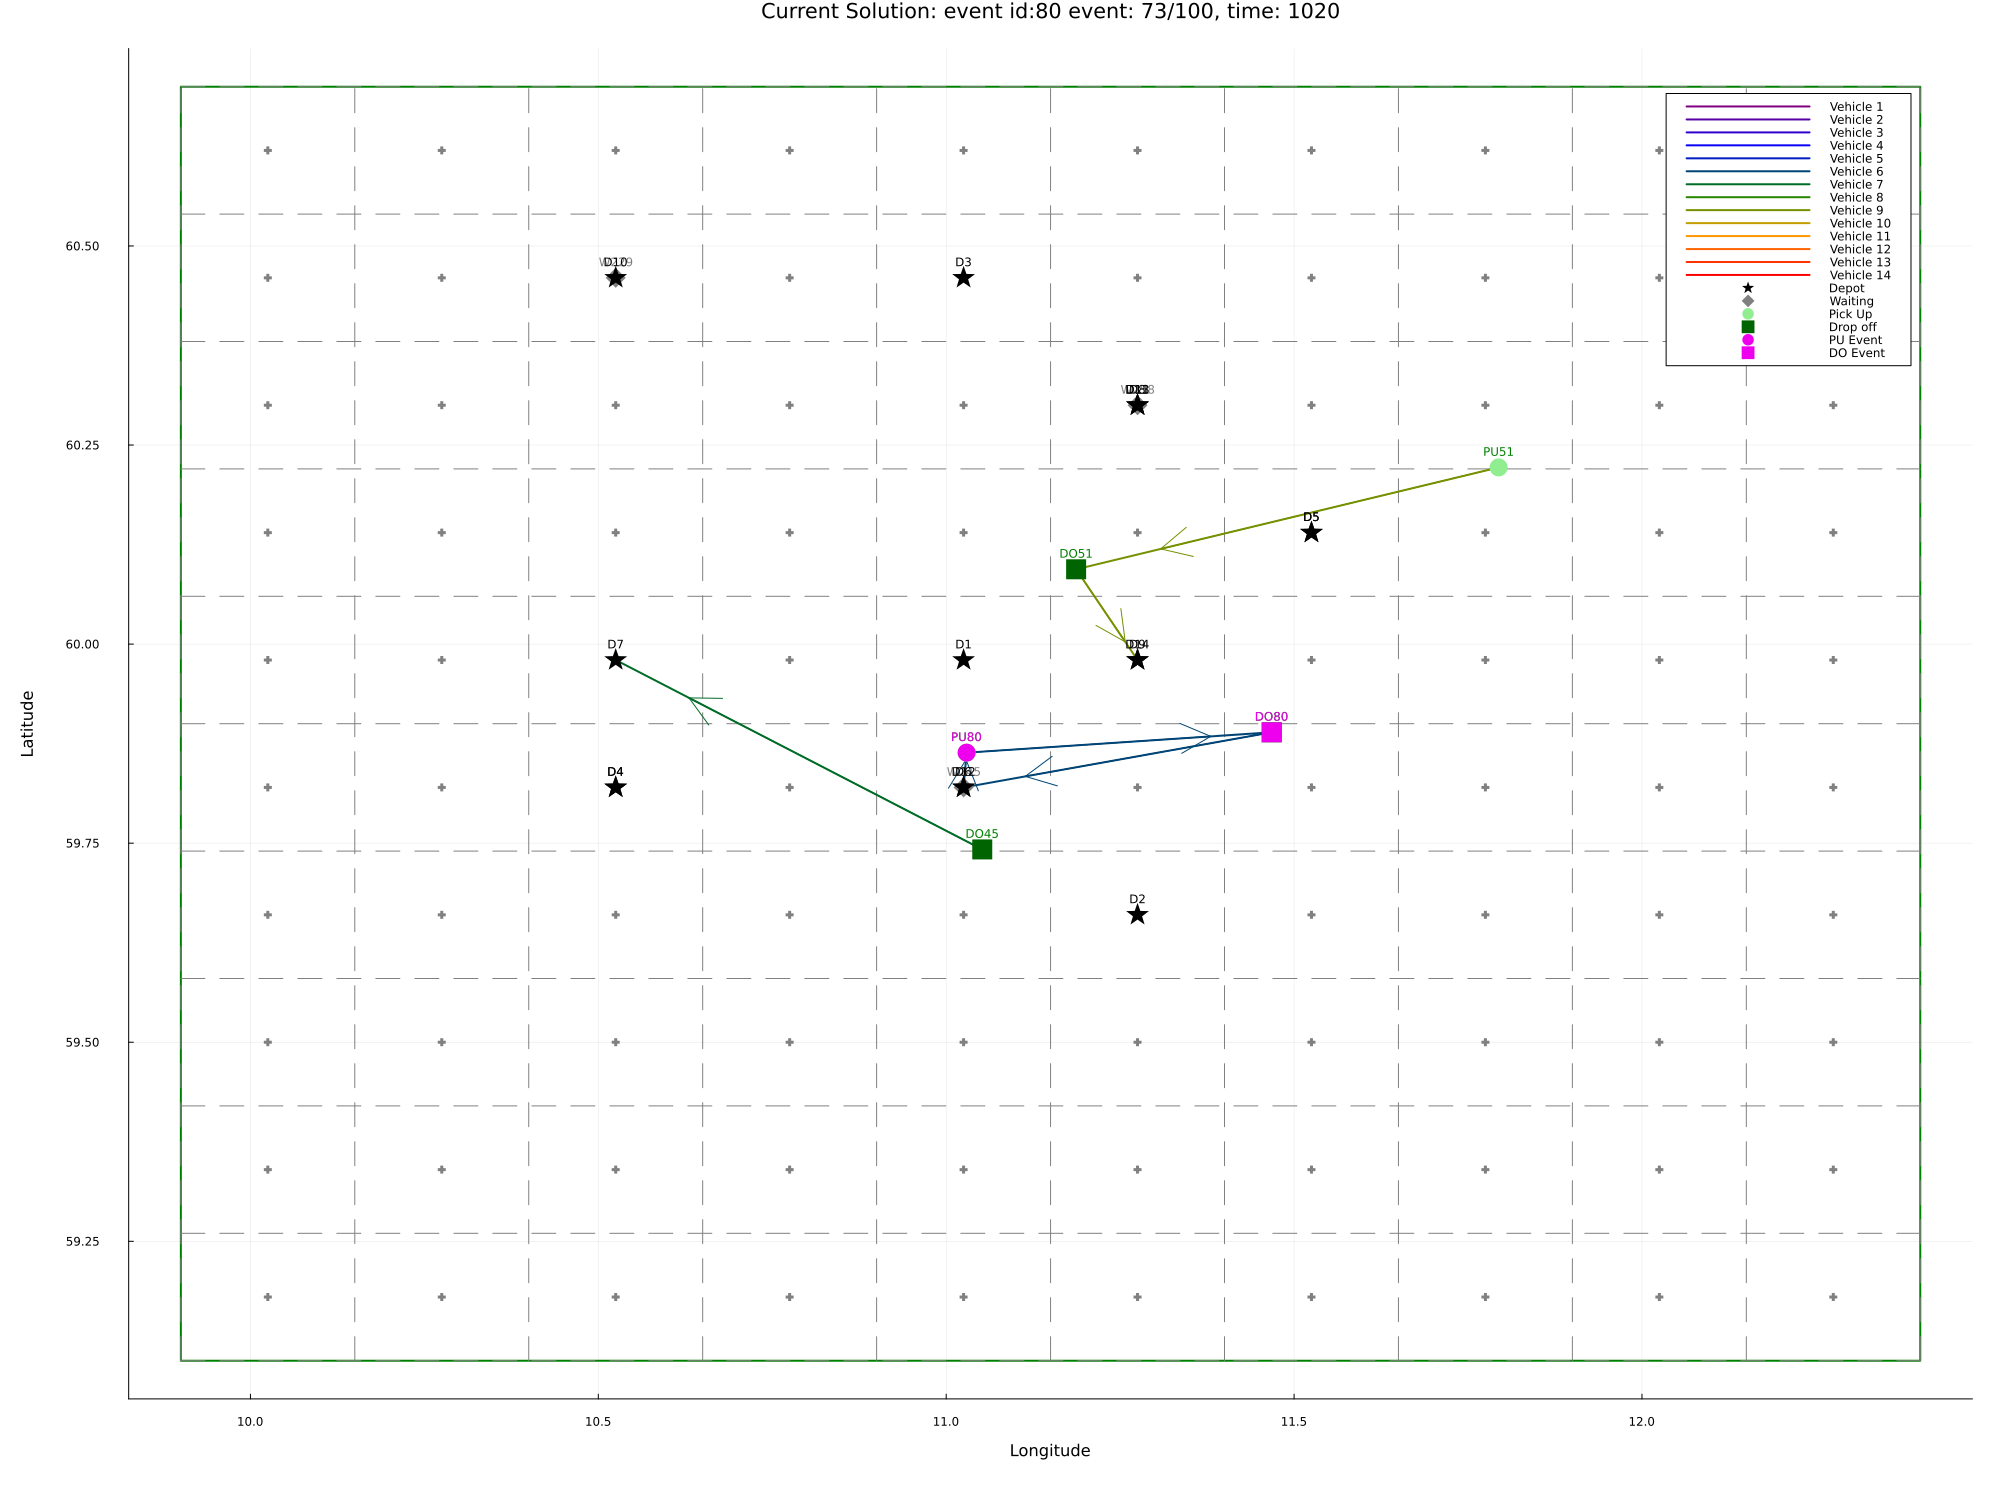 Current Solution: event id:80 event: 73/100, time: 1020
Vehicle 1
Vehicle 2
Vehicle 3
Vehicle 4
Vehicle 5
Vehicle 6
Vehicle 7
Vehicle 8
Vehicle 9
Vehicle 10
Vehicle 11
Vehicle 12
Vehicle 13
Vehicle 14
Depot
Waiting
Pick Up
Drop off
PU Event
DO Event
60.50
D10
D3
60.25
PU51
D5
DO51
60.00
D7
D1
DO80
PU80
D4
59.75
DO45
D2
59.50
59.25
10.0
10.5
11.0
11.5
12.0
Latitude
Longitude